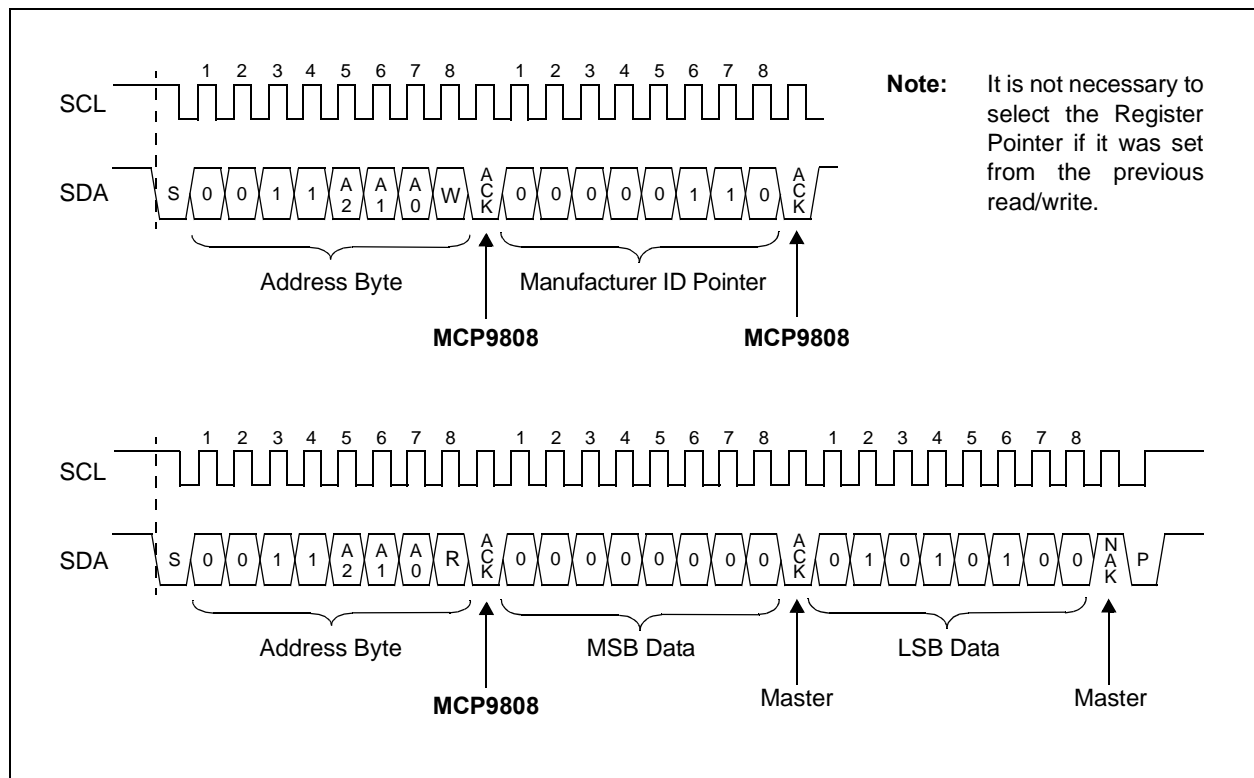 1 2 3 4 5 6 7 8 1 2 3 4 5 6 7 8
SCL
SDA
S 0 0 1 1 A2 A1 A0 W ACK 0 0 0 0 0 1 1 0 ACK
Address Byte
Manufacturer ID Pointer
MCP9808
MCP9808
Note: It is not necessary to
select the Register
Pointer if it was set
from the previous
read/write.
1 2 3 4 5 6 7 8 1 2 3 4 5 6 7 8 1 2 3 4 5 6 7 8
SCL
SDA
S 0 0 1 1 A2 A1 A0 R ACK 0 0 0 0 0 0 0 0 ACK 0 1 0 1 0 1 0 0 NAK P
Address Byte
MSB Data
LSB Data
MCP9808
Master
Master